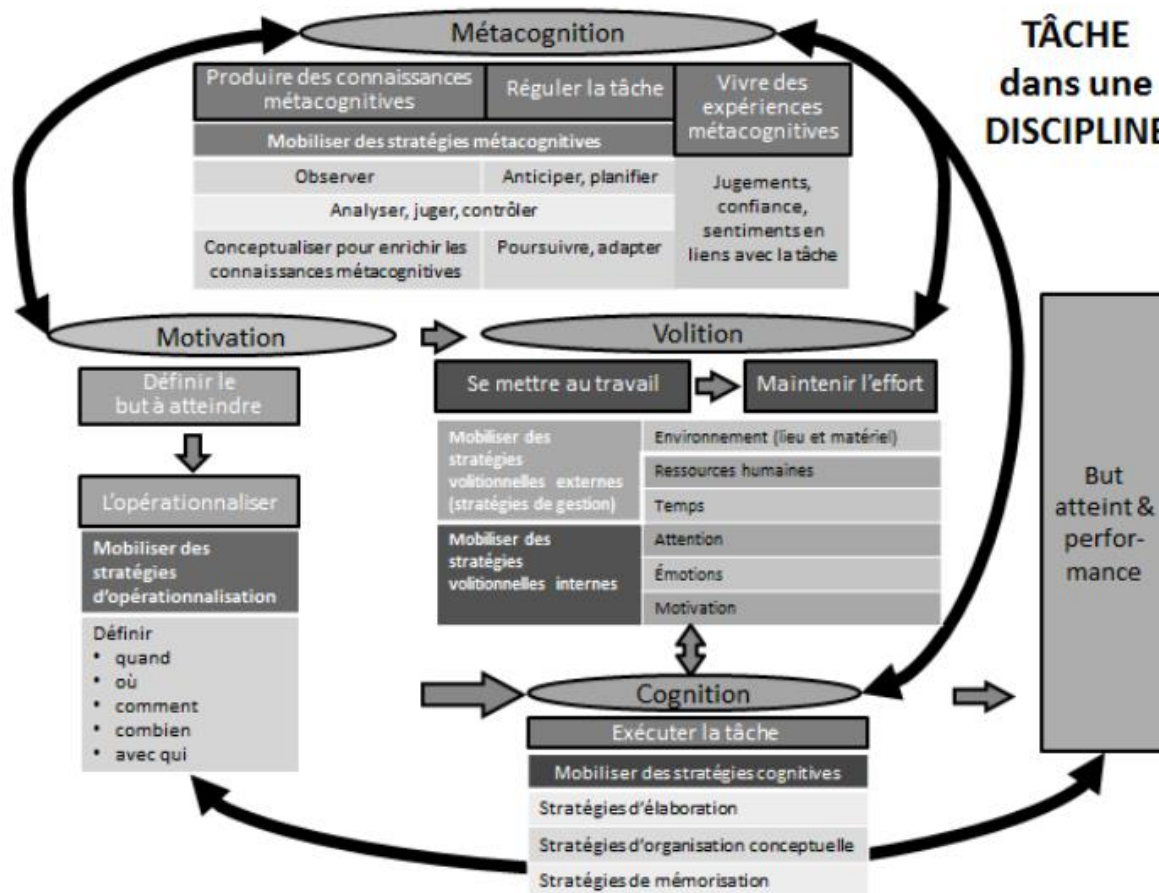 Métacognition
TÂCHE
dans une
DISCIPLINE
Produire des connaissances
métacognitives
Réguler la tâche
Vivre des
expériences
métacognitives
Mobiliser des stratégies métacognitives
Observer
Anticiper, planifier
Analyser, juger, contrôler
Conceptualiser pour enrichir les
connaissances métacognitives
Poursuivre, adapter
Jugements,
confiance,
sentiments en
liens avec la tâche
Motivation
Définir le
but à atteindre
L'opérationnaliser
Mobiliser des
stratégies
d'opérationnalisation
Définir
• quand
• où
• comment
• combien
• avec qui
Volition
Se mettre au travail
Maintenir l'effort
Mobiliser des
stratégies
volitionnelles externes
(stratégies de gestion)
Environnement (lieu et matériel)
Ressources humaines
Temps
Mobiliser des
stratégies
volitionnelles internes
Attention
Émotions
Motivation
Cognition
Exécuter la tâche
Mobiliser des stratégies cognitives
Stratégies d'élaboration
Stratégies d'organisation conceptuelle
Stratégies de mémorisation
But
atteint &
perfor-
mance